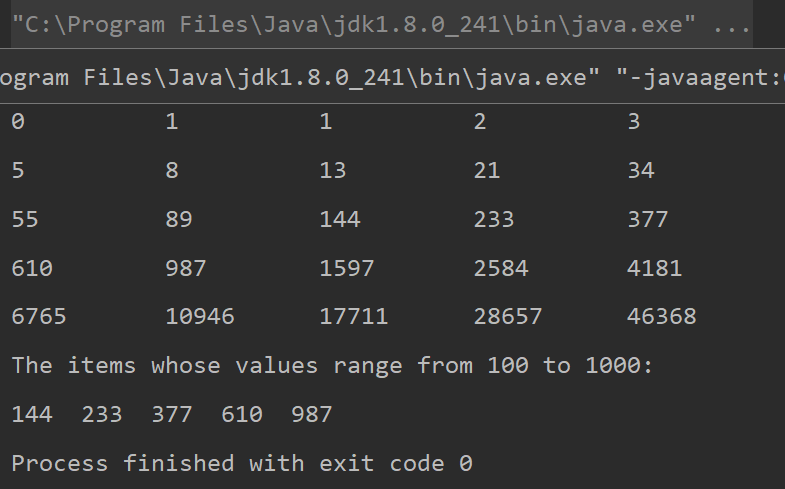 "C:\Program Files\Java\jdk1.8.0_241\bin\java.exe" ...
ogram Files\Java\jdk1.8.0_241\bin\java.exe" "-javaagent:
0 1 1 2 3
5 8 13 21 34
55 89 144 233 377
610 987 1597 2584 4181
6765 10946 17711 28657 46368
The items whose values range from 100 to 1000:
144 233 377 610 987
Process finished with exit code 0